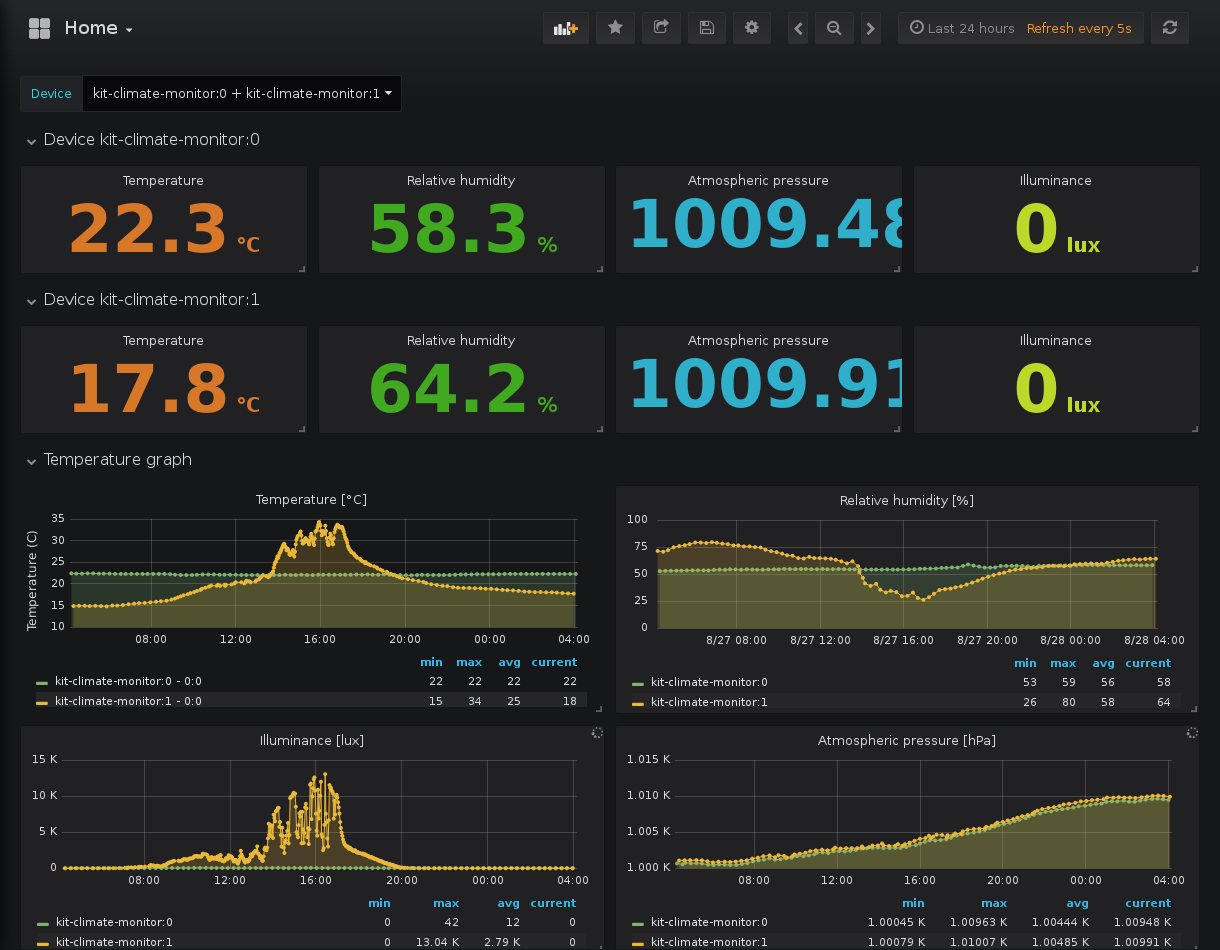 Home
Last 24 hours Refresh every 5s
Device kit-climate-monitor:0 + kit-climate-monitor:1
Device kit-climate-monitor:0
Temperature Relative humidity Atmospheric pressure Illuminance
22.3 °C 58.3 % 1009.48 0 lux
Device kit-climate-monitor:1
Temperature Relative humidity Atmospheric pressure Illuminance
17.8 °C 64.2 % 1009.91 0 lux
Temperature graph
Temperature [°C]
Temperature (C)
35
30
25
20
15
10
08:00 12:00 16:00 20:00 00:00 04:00
min max avg current
kit-climate-monitor:0 - 0:0 22 22 22 22
kit-climate-monitor:1 - 0:0 15 34 25 18
Relative humidity [%]
100
75
50
25
0
8/27 08:00 8/27 12:00 8/27 16:00 8/27 20:00 8/28 00:00 8/28 04:00
min max avg current
kit-climate-monitor:0 53 59 56 58
kit-climate-monitor:1 26 80 58 64
Illuminance [lux]
15 K
10 K
5 K
0
08:00 12:00 16:00 20:00 00:00 04:00
min max avg current
kit-climate-monitor:0 0 42 12 0
kit-climate-monitor:1 0 13.04 K 2.79 K 0
Atmospheric pressure [hPa]
1.015 K
1.010 K
1.005 K
1.000 K
08:00 12:00 16:00 20:00 00:00 04:00
min max avg current
kit-climate-monitor:0 1.00045 K 1.00963 K 1.00444 K 1.00948 K
kit-climate-monitor:1 1.00079 K 1.01007 K 1.00485 K 1.00991 K